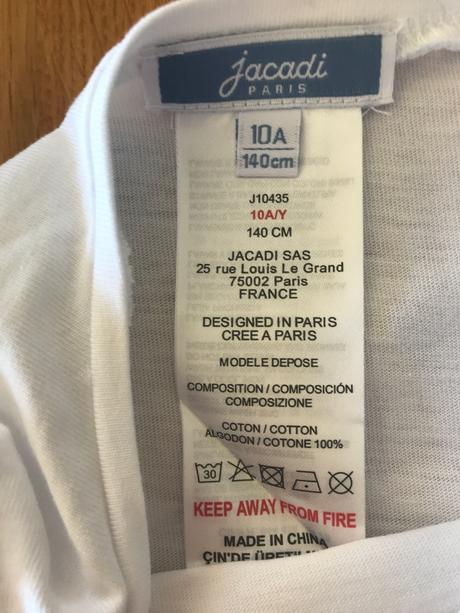 jacadi
PARIS
10A
140cm
J10435
10A/Y
140 CM
JACADI SAS
25 rue Louis Le Grand
75002 Paris
FRANCE
DESIGNED IN PARIS
CREE A PARIS
MODELE DEPOSE
COMPOSITION / COMPOSICIÓN
COMPOSIZIONE
COTON / COTTON
ALGODON / COTONE 100%
30
KEEP AWAY FROM FIRE
MADE IN CHINA
ÇIN'DE